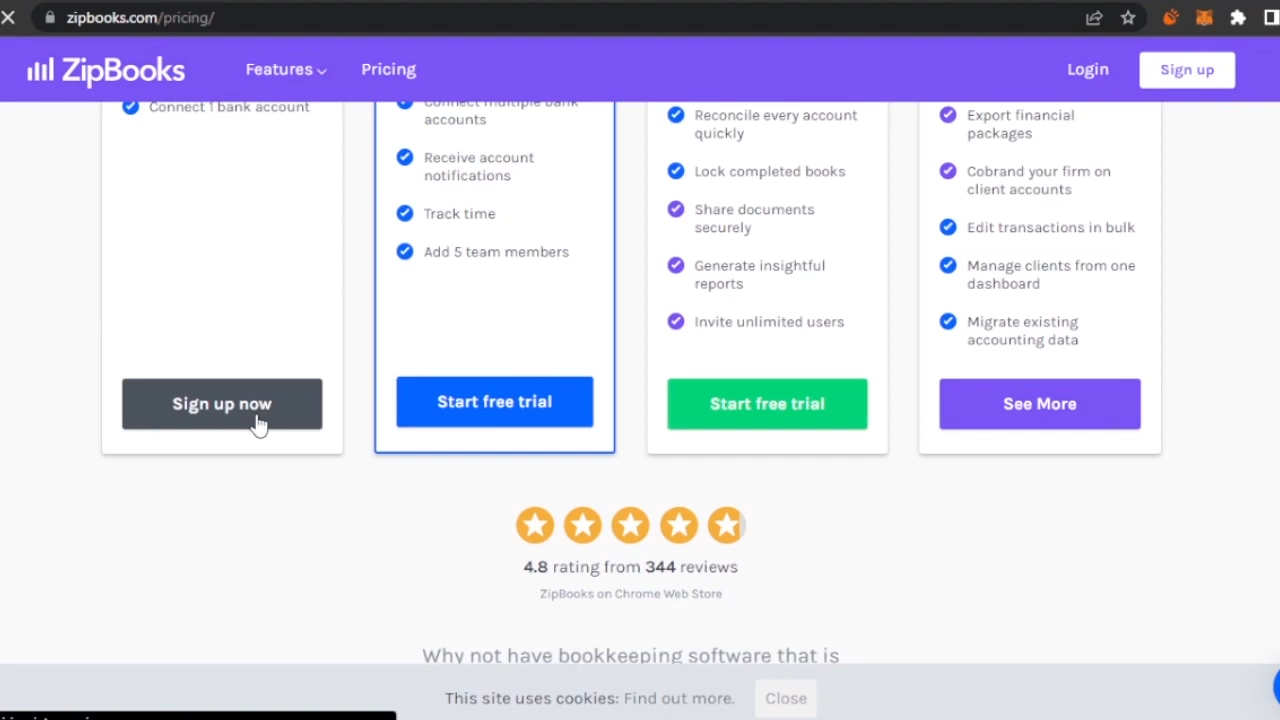 zipbooks.com/pricing/
ZipBooks
Features
Pricing
Login
Sign up
Connect 1 bank account
Connect multiple bank
accounts
Receive account
notifications
Track time
Add 5 team members
Reconcile every account
quickly
Lock completed books
Share documents
securely
Generate insightful
reports
Invite unlimited users
Export financial
packages
Cobrand your firm on
client accounts
Edit transactions in bulk
Manage clients from one
dashboard
Migrate existing
accounting data
Sign up now
Start free trial
Start free trial
See More
4.8 rating from 344 reviews
ZipBooks on Chrome Web Store
Why not have bookkeeping software that is
This site uses cookies: Find out more.
Close